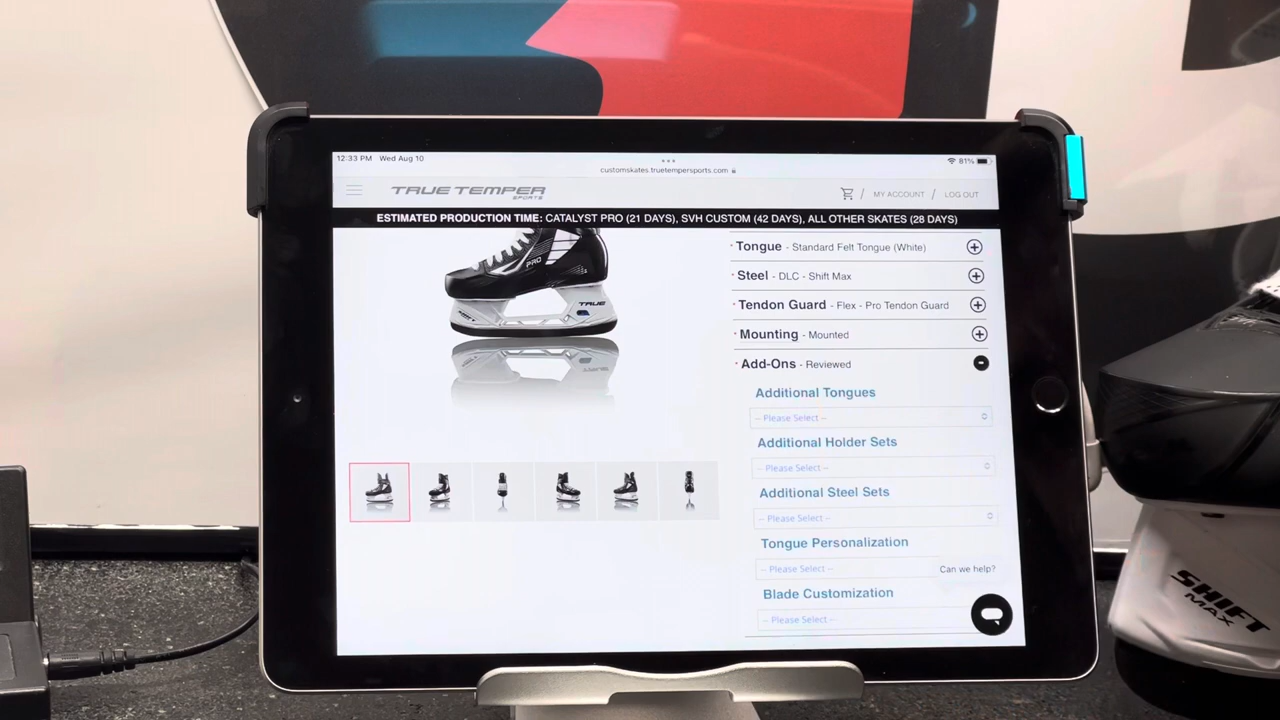 12:33 PM Wed Aug 10
81%
customskates.truetempersports.com
TRUE TEMPER
SPORTS
/ MY ACCOUNT / LOG OUT
ESTIMATED PRODUCTION TIME: CATALYST PRO (21 DAYS), SVH CUSTOM (42 DAYS), ALL OTHER SKATES (28 DAYS)
PRO
TRUE
* Tongue - Standard Felt Tongue (White)
* Steel - DLC - Shift Max
* Tendon Guard - Flex - Pro Tendon Guard
* Mounting - Mounted
* Add-Ons - Reviewed
Additional Tongues
-- Please Select --
Additional Holder Sets
-- Please Select --
Additional Steel Sets
-- Please Select --
Tongue Personalization
-- Please Select --
Can we help?
Blade Customization
-- Please Select --
SHIFT
MAX